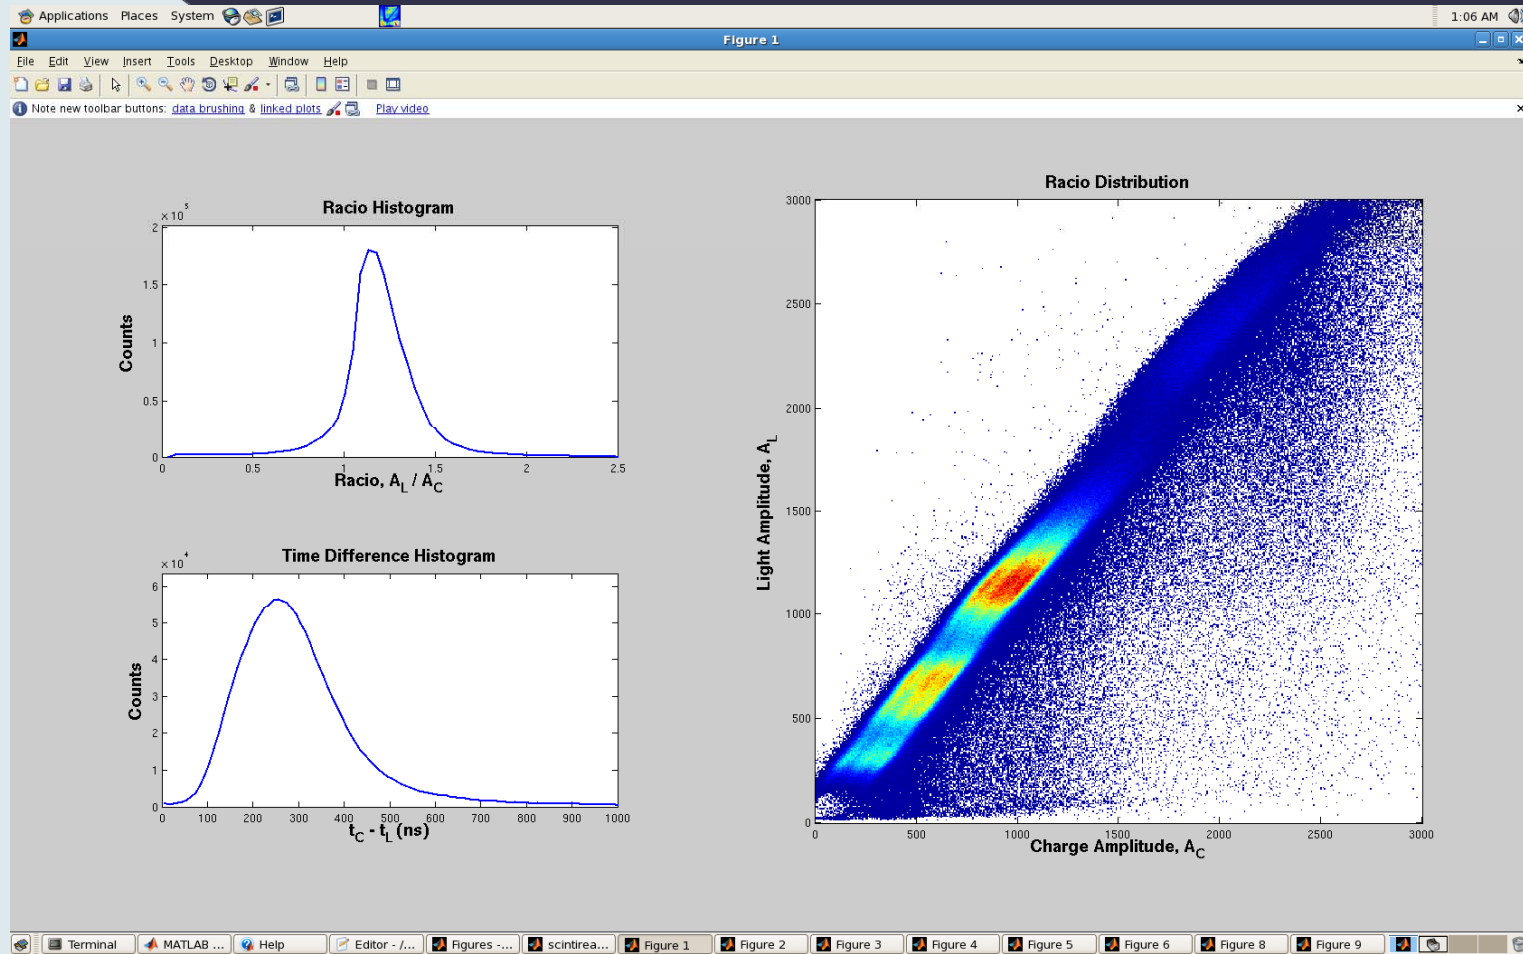 Applications Places System 1:06 AM
Figure 1
File Edit View Insert Tools Desktop Window Help
Note new toolbar buttons: data brushing & linked plots Play video
Racio Histogram
× 10 5
2
1.5
1
0.5
0
Counts
0 0.5 1 1.5 2 2.5
Racio, A_L / A_C
Time Difference Histogram
× 10 4
6
5
4
3
2
1
0
Counts
0 100 200 300 400 500 600 700 800 900 1000
t_C - t_L (ns)
Racio Distribution
3000
2500
2000
1500
1000
500
0
Light Amplitude, A_L
0 500 1000 1500 2000 2500 3000
Charge Amplitude, A_C
Terminal MATLAB ... Help Editor - /... Figures -... scintirea... Figure 1 Figure 2 Figure 3 Figure 4 Figure 5 Figure 6 Figure 8 Figure 9